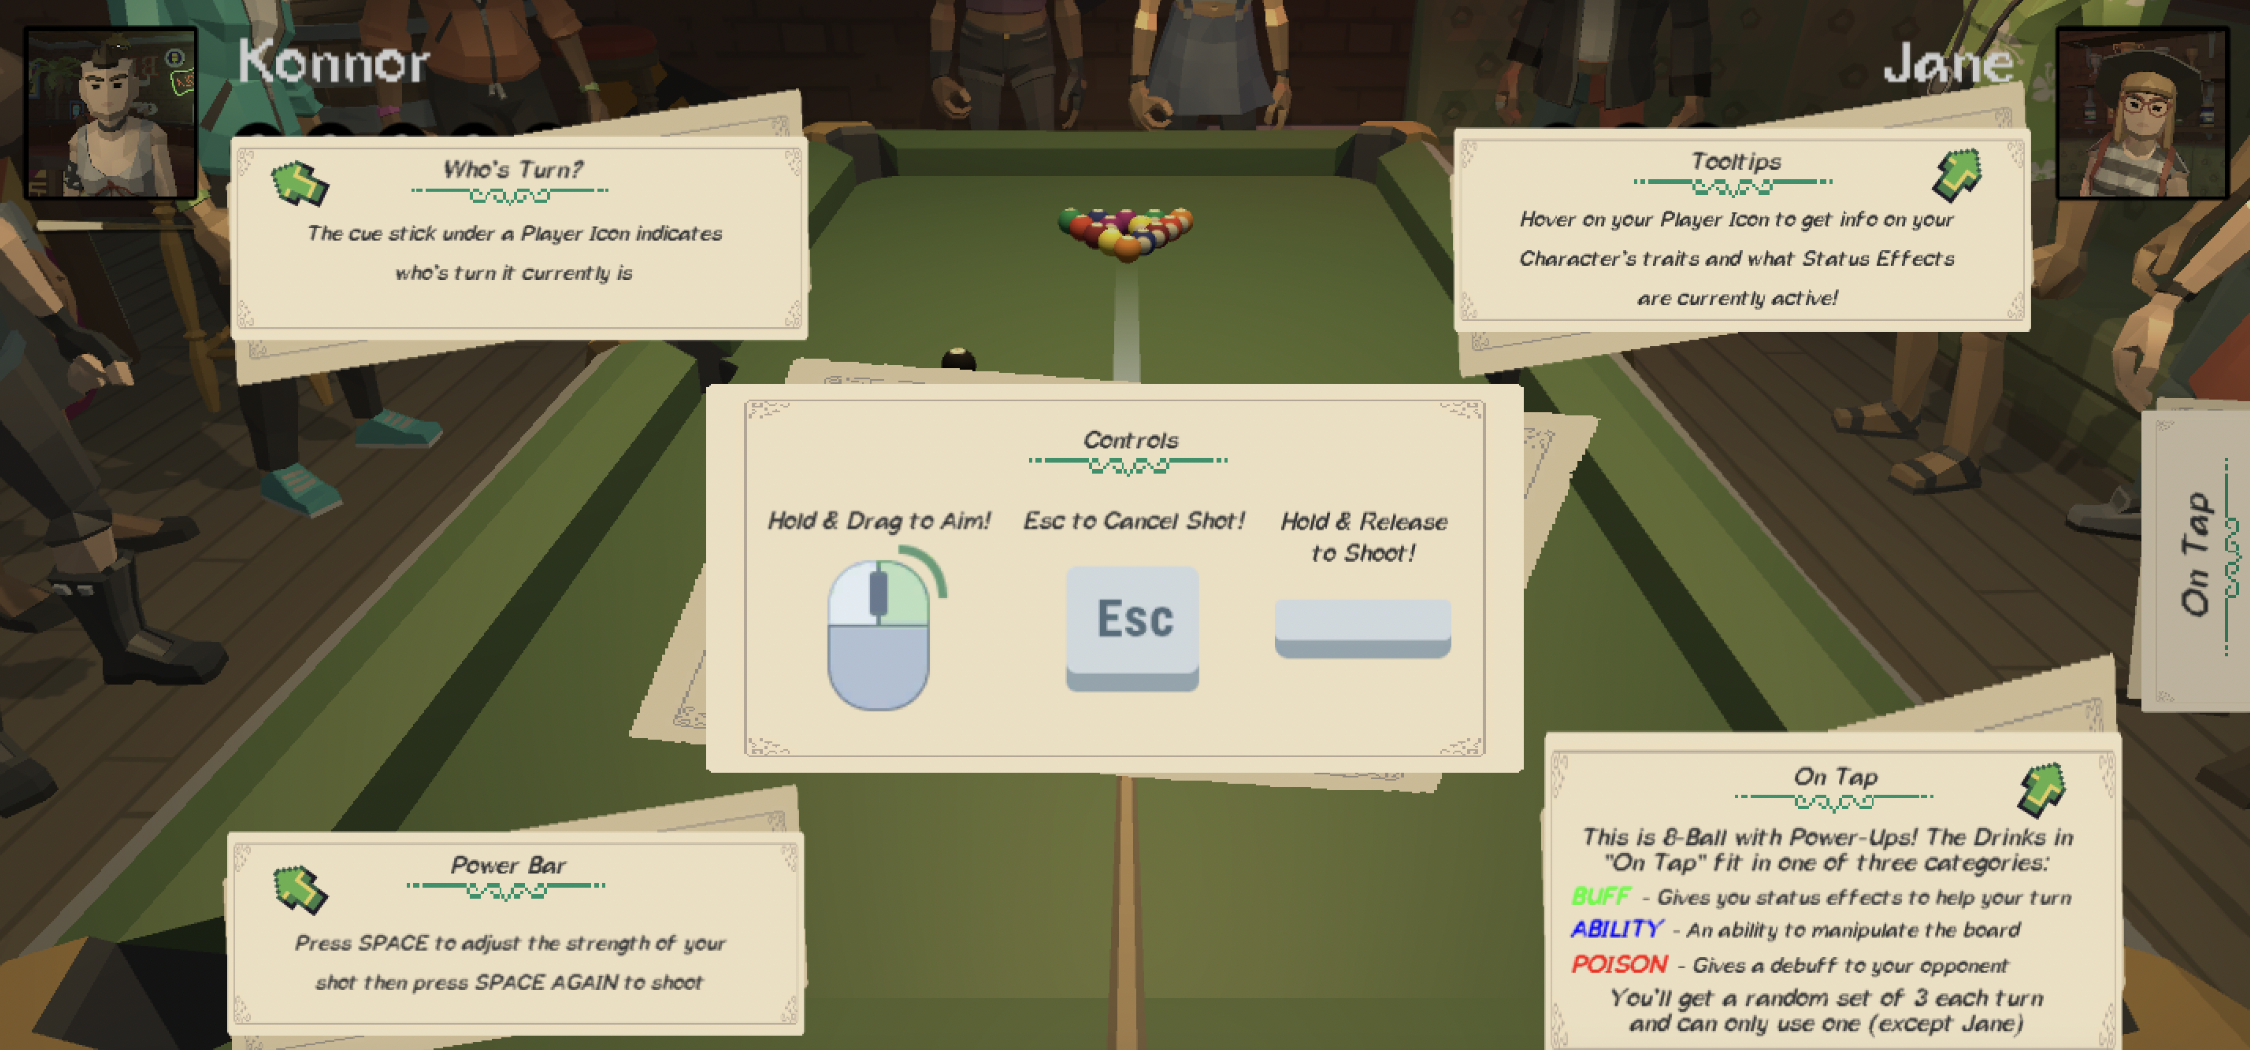 Konnor
Jane
Who's Turn?
The cue stick under a Player Icon indicates
who's turn it currently is
Tooltips
Hover on your Player Icon to get info on your
Character's traits and what Status Effects
are currently active!
Controls
Hold & Drag to Aim!
Esc to Cancel Shot!
Hold & Release
to Shoot!
Esc
On Tap
Power Bar
Press SPACE to adjust the strength of your
shot then press SPACE AGAIN to shoot
On Tap
This is 8-Ball with Power-Ups! The Drinks in
"On Tap" fit in one of three categories:
BUFF - Gives you status effects to help your turn
ABILITY - An ability to manipulate the board
POISON - Gives a debuff to your opponent
You'll get a random set of 3 each turn
and can only use one (except Jane)